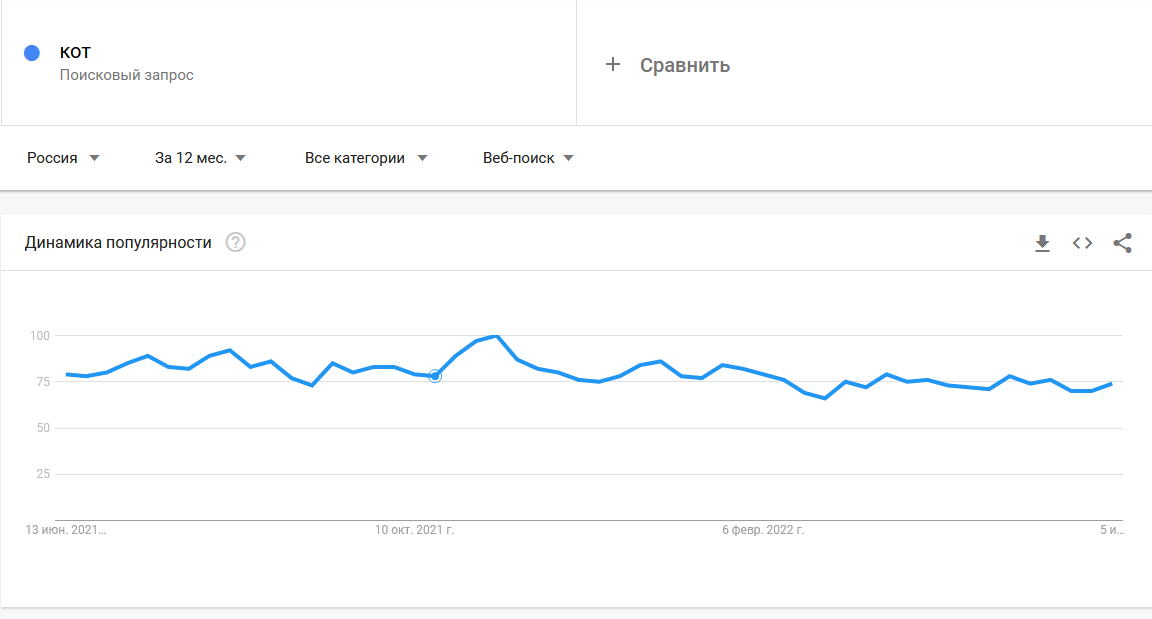 кот
Поисковый запрос
+ Сравнить
Россия За 12 мес. Все категории Веб-поиск
Динамика популярности ?
100
75
50
25
13 июн. 2021... 10 окт. 2021 г. 6 февр. 2022 г. 5 и...